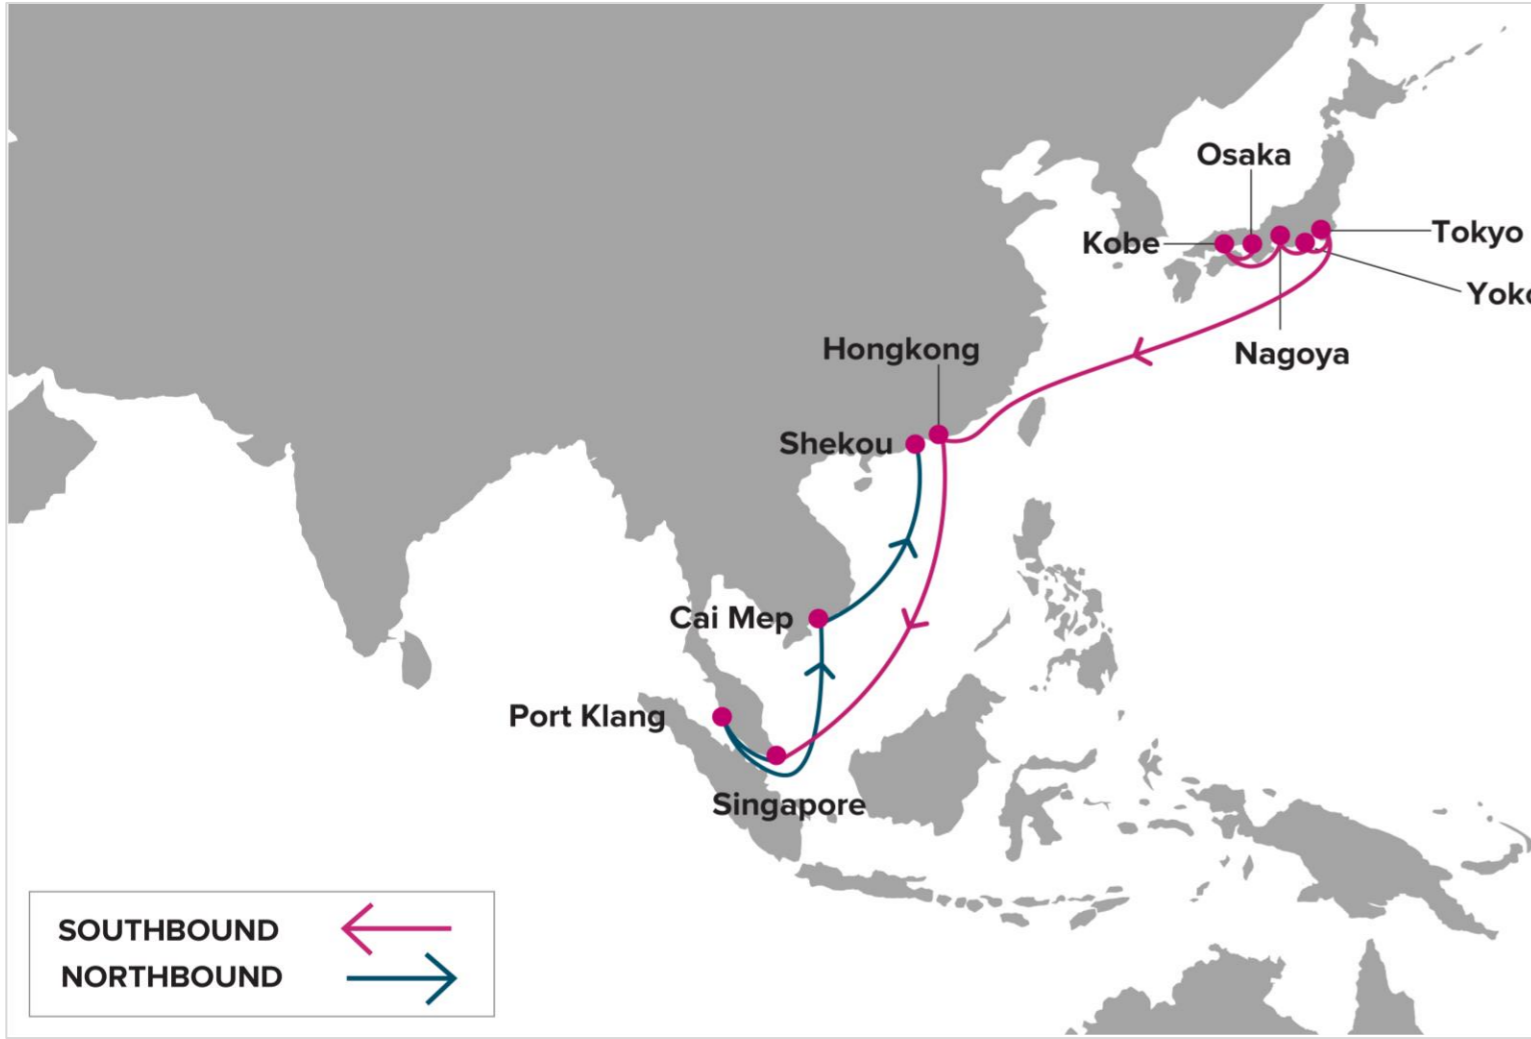 Osaka
Kobe
Tokyo
Nagoya
Hongkong
Shekou
Cai Mep
Port Klang
Singapore
SOUTHBOUND
NORTHBOUND